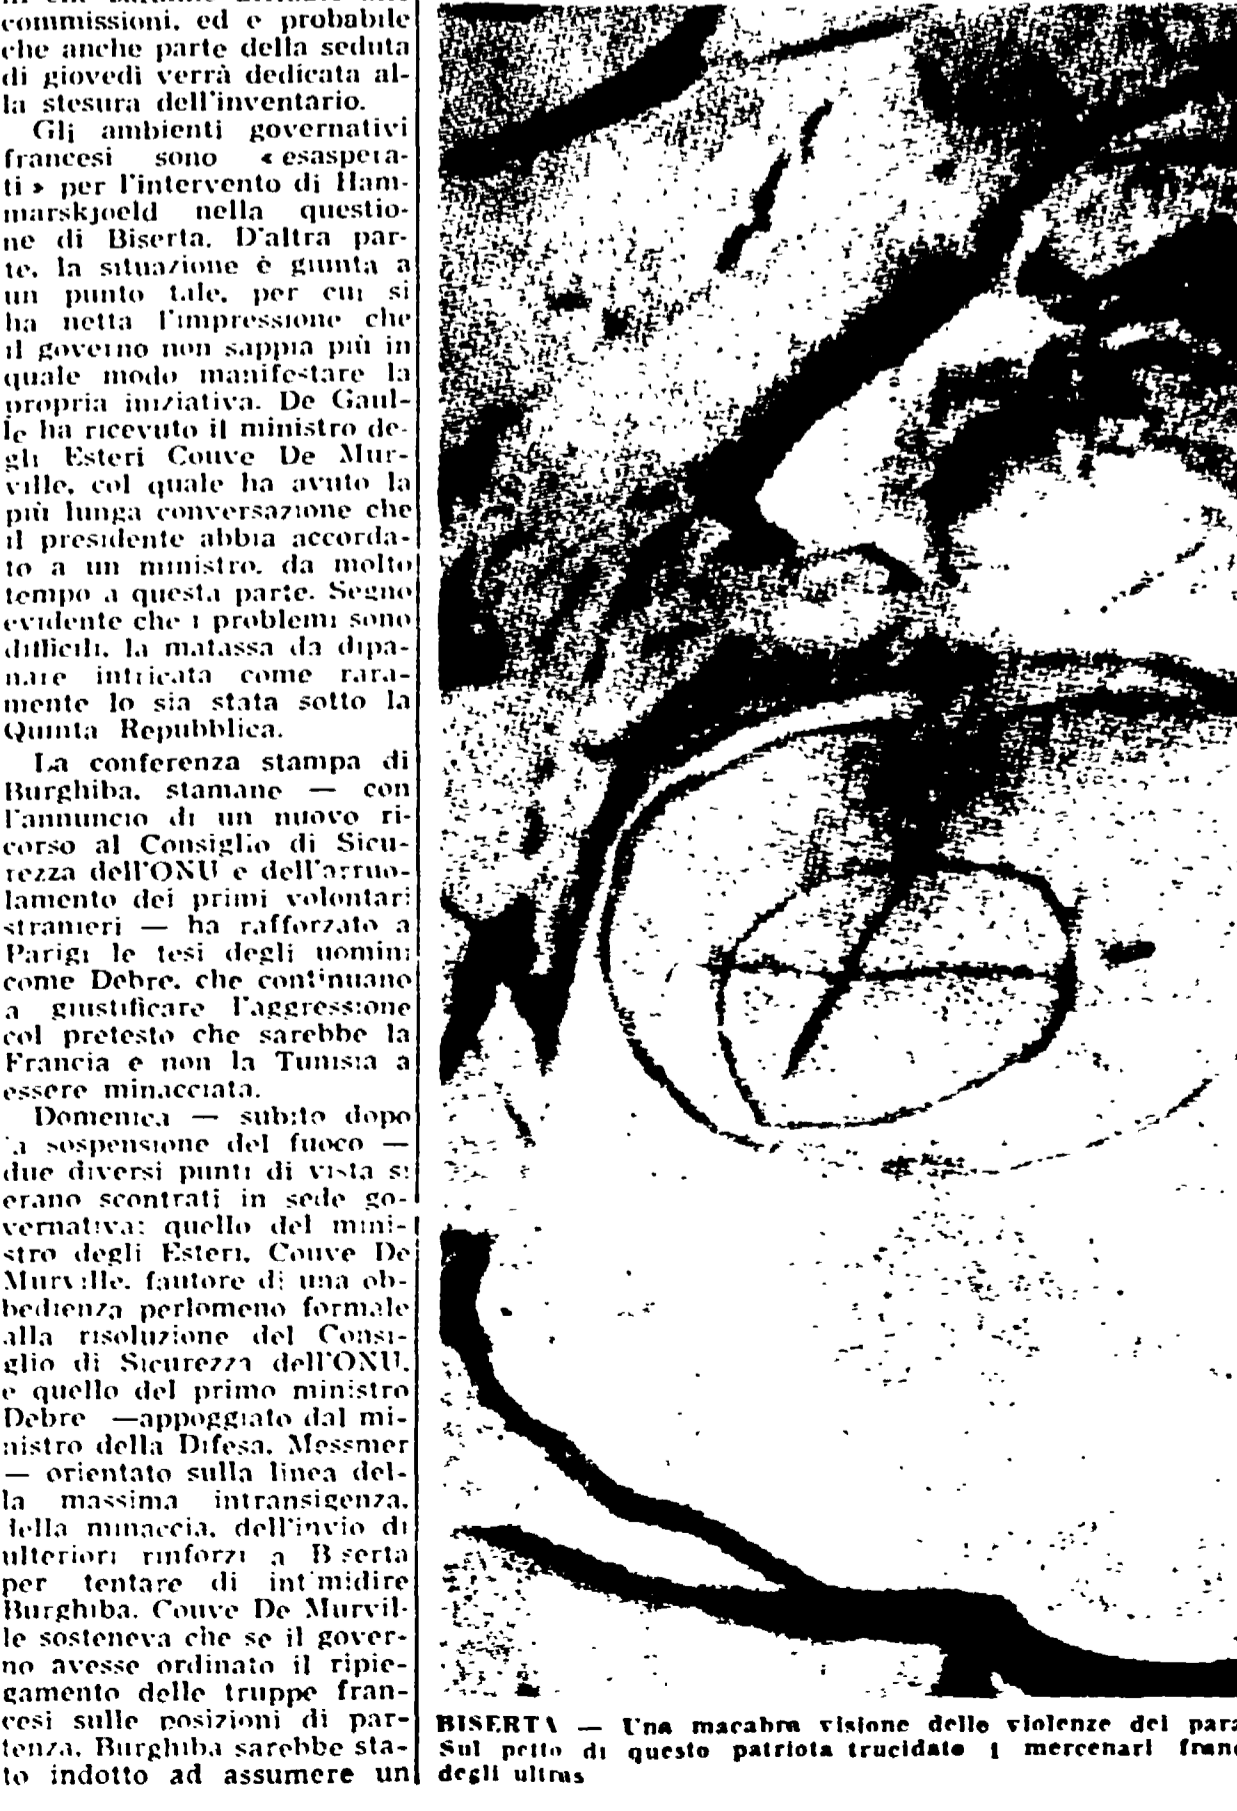 commissioni, ed e probabile
che anche parte della seduta
di giovedì verrà dedicata al-
la stesura dell'inventario.
Gli ambienti governativi
francesi sono « esaspera-
ti » per l'intervento di Ham-
marskjoeld nella questio-
ne di Biserta. D'altra par-
te, la situazione è giunta a
un punto tale, per cui si
ha netta l'impressione che
il governo non sappia più in
quale modo manifestare la
propria iniziativa. De Gaul-
le ha ricevuto il ministro de-
gli Esteri Couve De Mur-
ville, col quale ha avuto la
più lunga conversazione che
il presidente abbia accorda-
to a un ministro, da molto
tempo a questa parte. Segno
evidente che i problemi sono
difficili, la matassa da dipa-
nare intricata come rara-
mente lo sia stata sotto la
Quinta Repubblica.
La conferenza stampa di
Burghiba, stamane — con
l'annuncio di un nuovo ri-
corso al Consiglio di Sicu-
rezza dell'ONU e dell'arruo-
lamento dei primi volontari
stranieri — ha rafforzato a
Parigi le tesi degli uomini
come Debre, che continuano
a giustificare l'aggressione
col pretesto che sarebbe la
Francia e non la Tunisia a
essere minacciata.
Domenica — subito dopo
la sospensione del fuoco —
due diversi punti di vista si
erano scontrati in sede go-
vernativa: quello del mini-
stro degli Esteri, Couve De
Murville, fautore di una ob-
bedienza perlomeno formale
alla risoluzione del Consi-
glio di Sicurezza dell'ONU,
e quello del primo ministro
Debre —appoggiato dal mi-
nistro della Difesa, Messmer
— orientato sulla linea del-
la massima intransigenza,
della minaccia, dell'invio di
ulteriori rinforzi a Biserta
per tentare di intimidire
Burghiba. Couve De Murvil-
le sosteneva che se il gover-
no avesse ordinato il ripie-
gamento delle truppe fran-
cesi sulle posizioni di par-
tenza, Burghiba sarebbe sta-
to indotto ad assumere un
BISERTA — Una macabra visione delle violenze dei para
Sul petto di questo patriota trucidato i mercenari franc
degli ultras